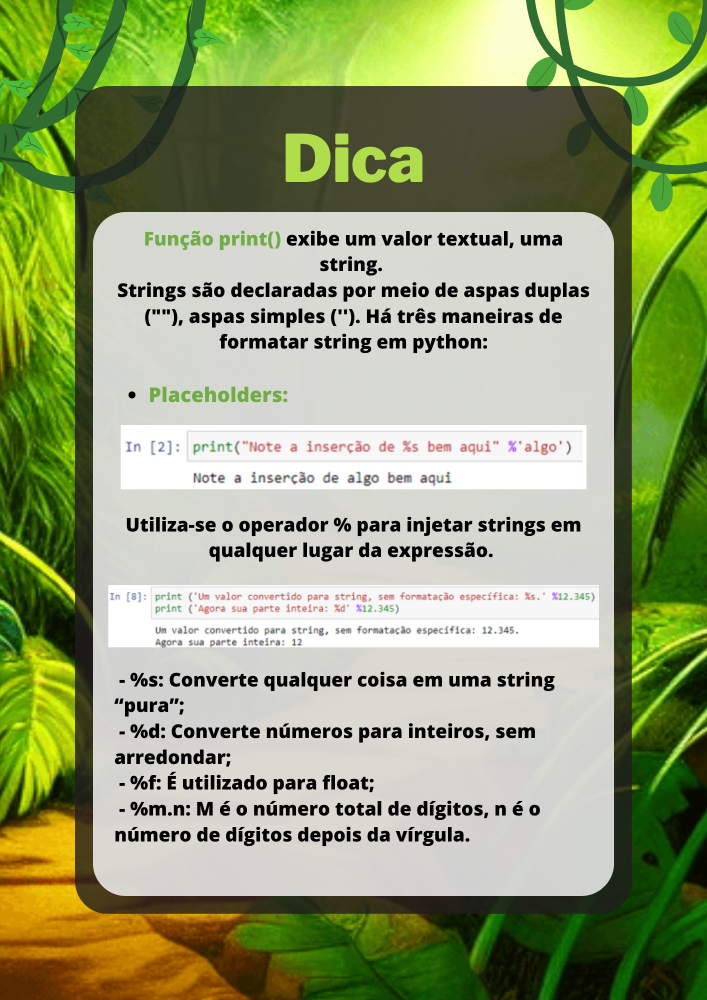 Dica
Função print() exibe um valor textual, uma
string.
Strings são declaradas por meio de aspas duplas
(""), aspas simples (''). Há três maneiras de
formatar string em python:
• Placeholders:
In [2]: print("Note a inserção de %s bem aqui" %'algo')
Note a inserção de algo bem aqui
Utiliza-se o operador % para injetar strings em
qualquer lugar da expressão.
In [8]: print ('Um valor convertido para string, sem formatação específica: %s.' %12.345)
print ('Agora sua parte inteira: %d' %12.345)
Um valor convertido para string, sem formatação específica: 12.345.
Agora sua parte inteira: 12
- %s: Converte qualquer coisa em uma string
“pura”;
- %d: Converte números para inteiros, sem
arredondar;
- %f: É utilizado para float;
- %m.n: M é o número total de dígitos, n é o
número de dígitos depois da vírgula.